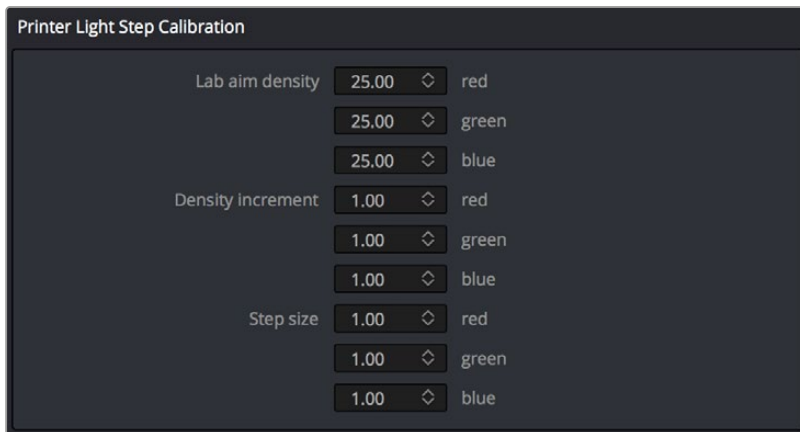 Printer Light Step Calibration
Lab aim density 25.00 red
25.00 green
25.00 blue
Density increment 1.00 red
1.00 green
1.00 blue
Step size 1.00 red
1.00 green
1.00 blue